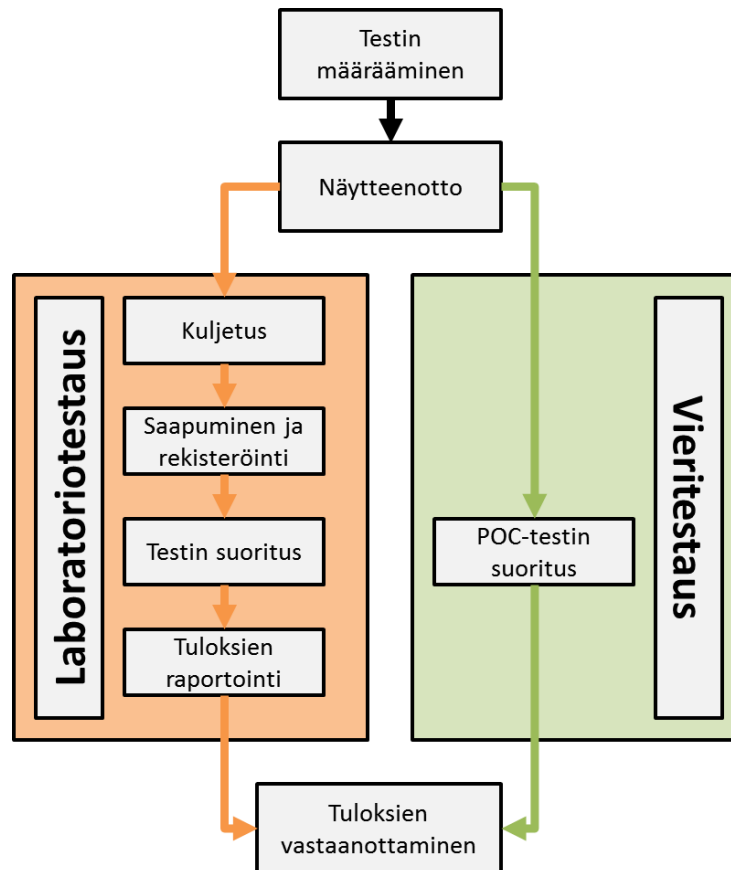 Testin
määrääminen
Näytteenotto
Laboratoriotestaus
Kuljetus
Saapuminen ja
rekisteröinti
Testin suoritus
Tuloksien
raportointi
Vieritestaus
POC-testin
suoritus
Tuloksien
vastaanottaminen